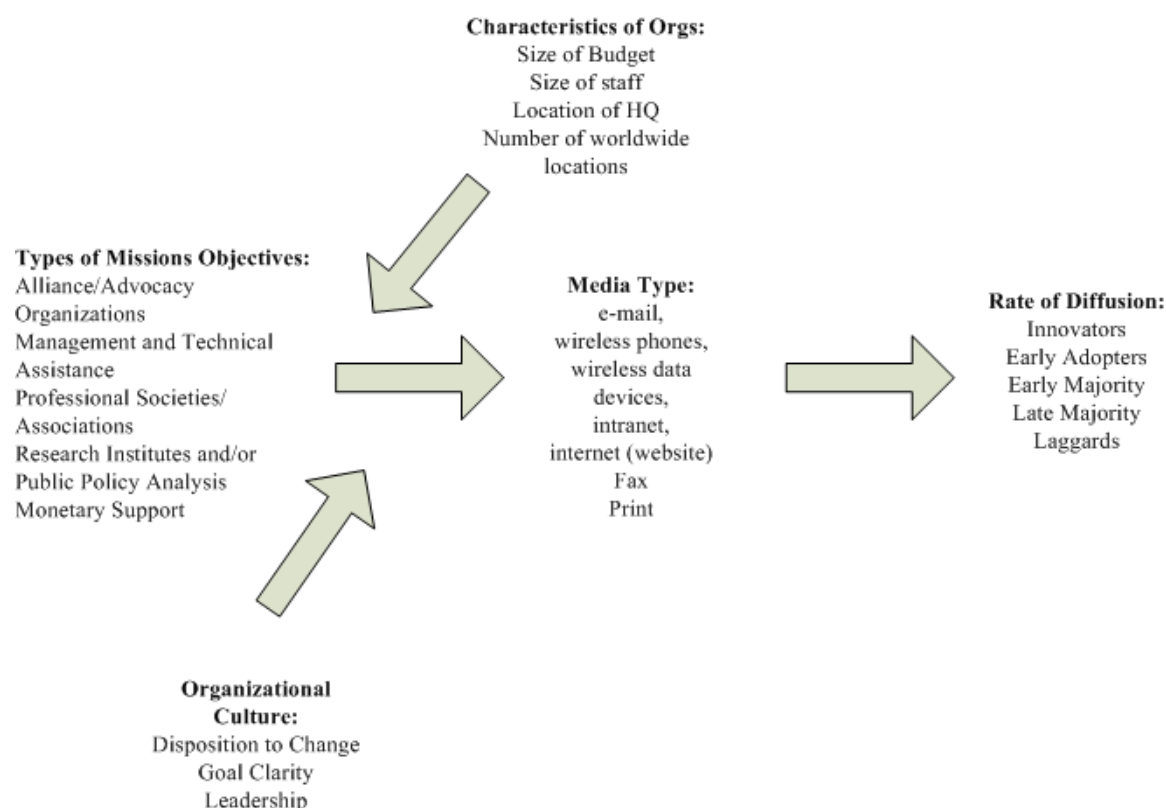 Characteristics of Orgs:
Size of Budget
Size of staff
Location of HQ
Number of worldwide
locations
Types of Missions Objectives:
Alliance/Advocacy
Organizations
Management and Technical
Assistance
Professional Societies/
Associations
Research Institutes and/or
Public Policy Analysis
Monetary Support
Media Type:
e-mail,
wireless phones,
wireless data
devices,
intranet,
internet (website)
Fax
Print
Rate of Diffusion:
Innovators
Early Adopters
Early Majority
Late Majority
Laggards
Organizational
Culture:
Disposition to Change
Goal Clarity
Leadership